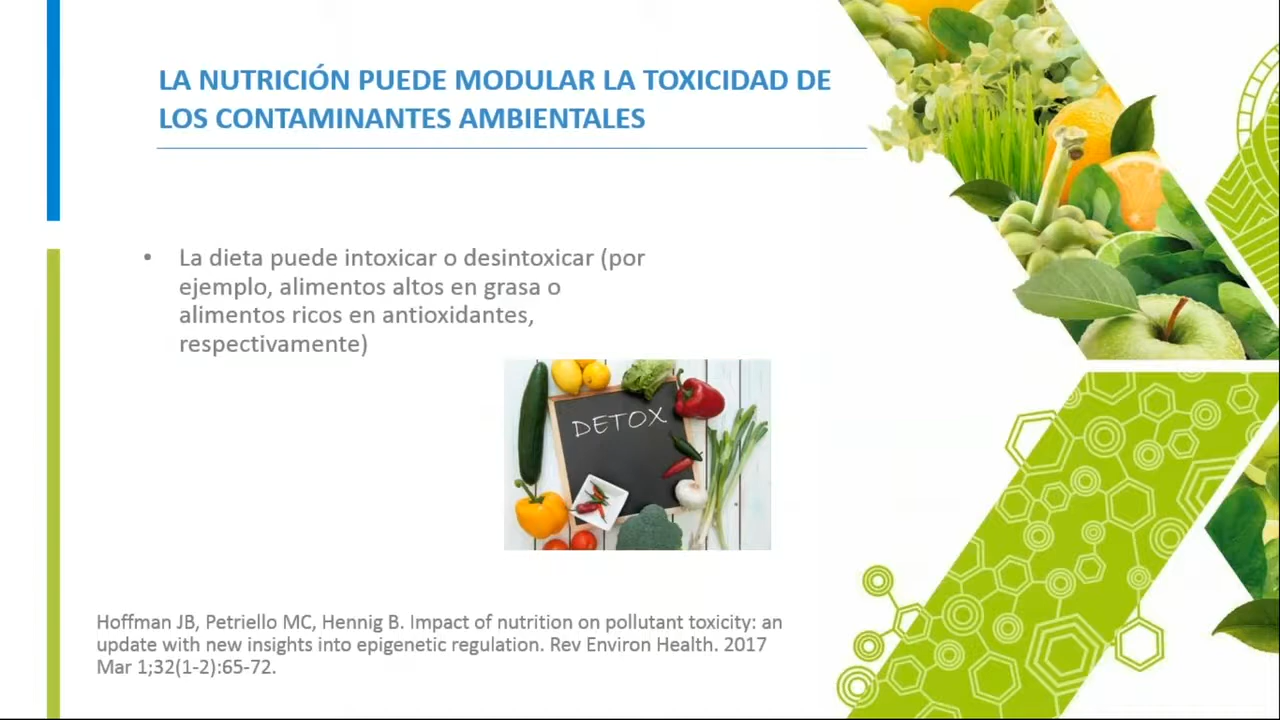 LA NUTRICIÓN PUEDE MODULAR LA TOXICIDAD DE
LOS CONTAMINANTES AMBIENTALES
• La dieta puede intoxicar o desintoxicar (por
ejemplo, alimentos altos en grasa o
alimentos ricos en antioxidantes,
respectivamente)
DETOX
Hoffman JB, Petriello MC, Hennig B. Impact of nutrition on pollutant toxicity: an
update with new insights into epigenetic regulation. Rev Environ Health. 2017
Mar 1;32(1-2):65-72.